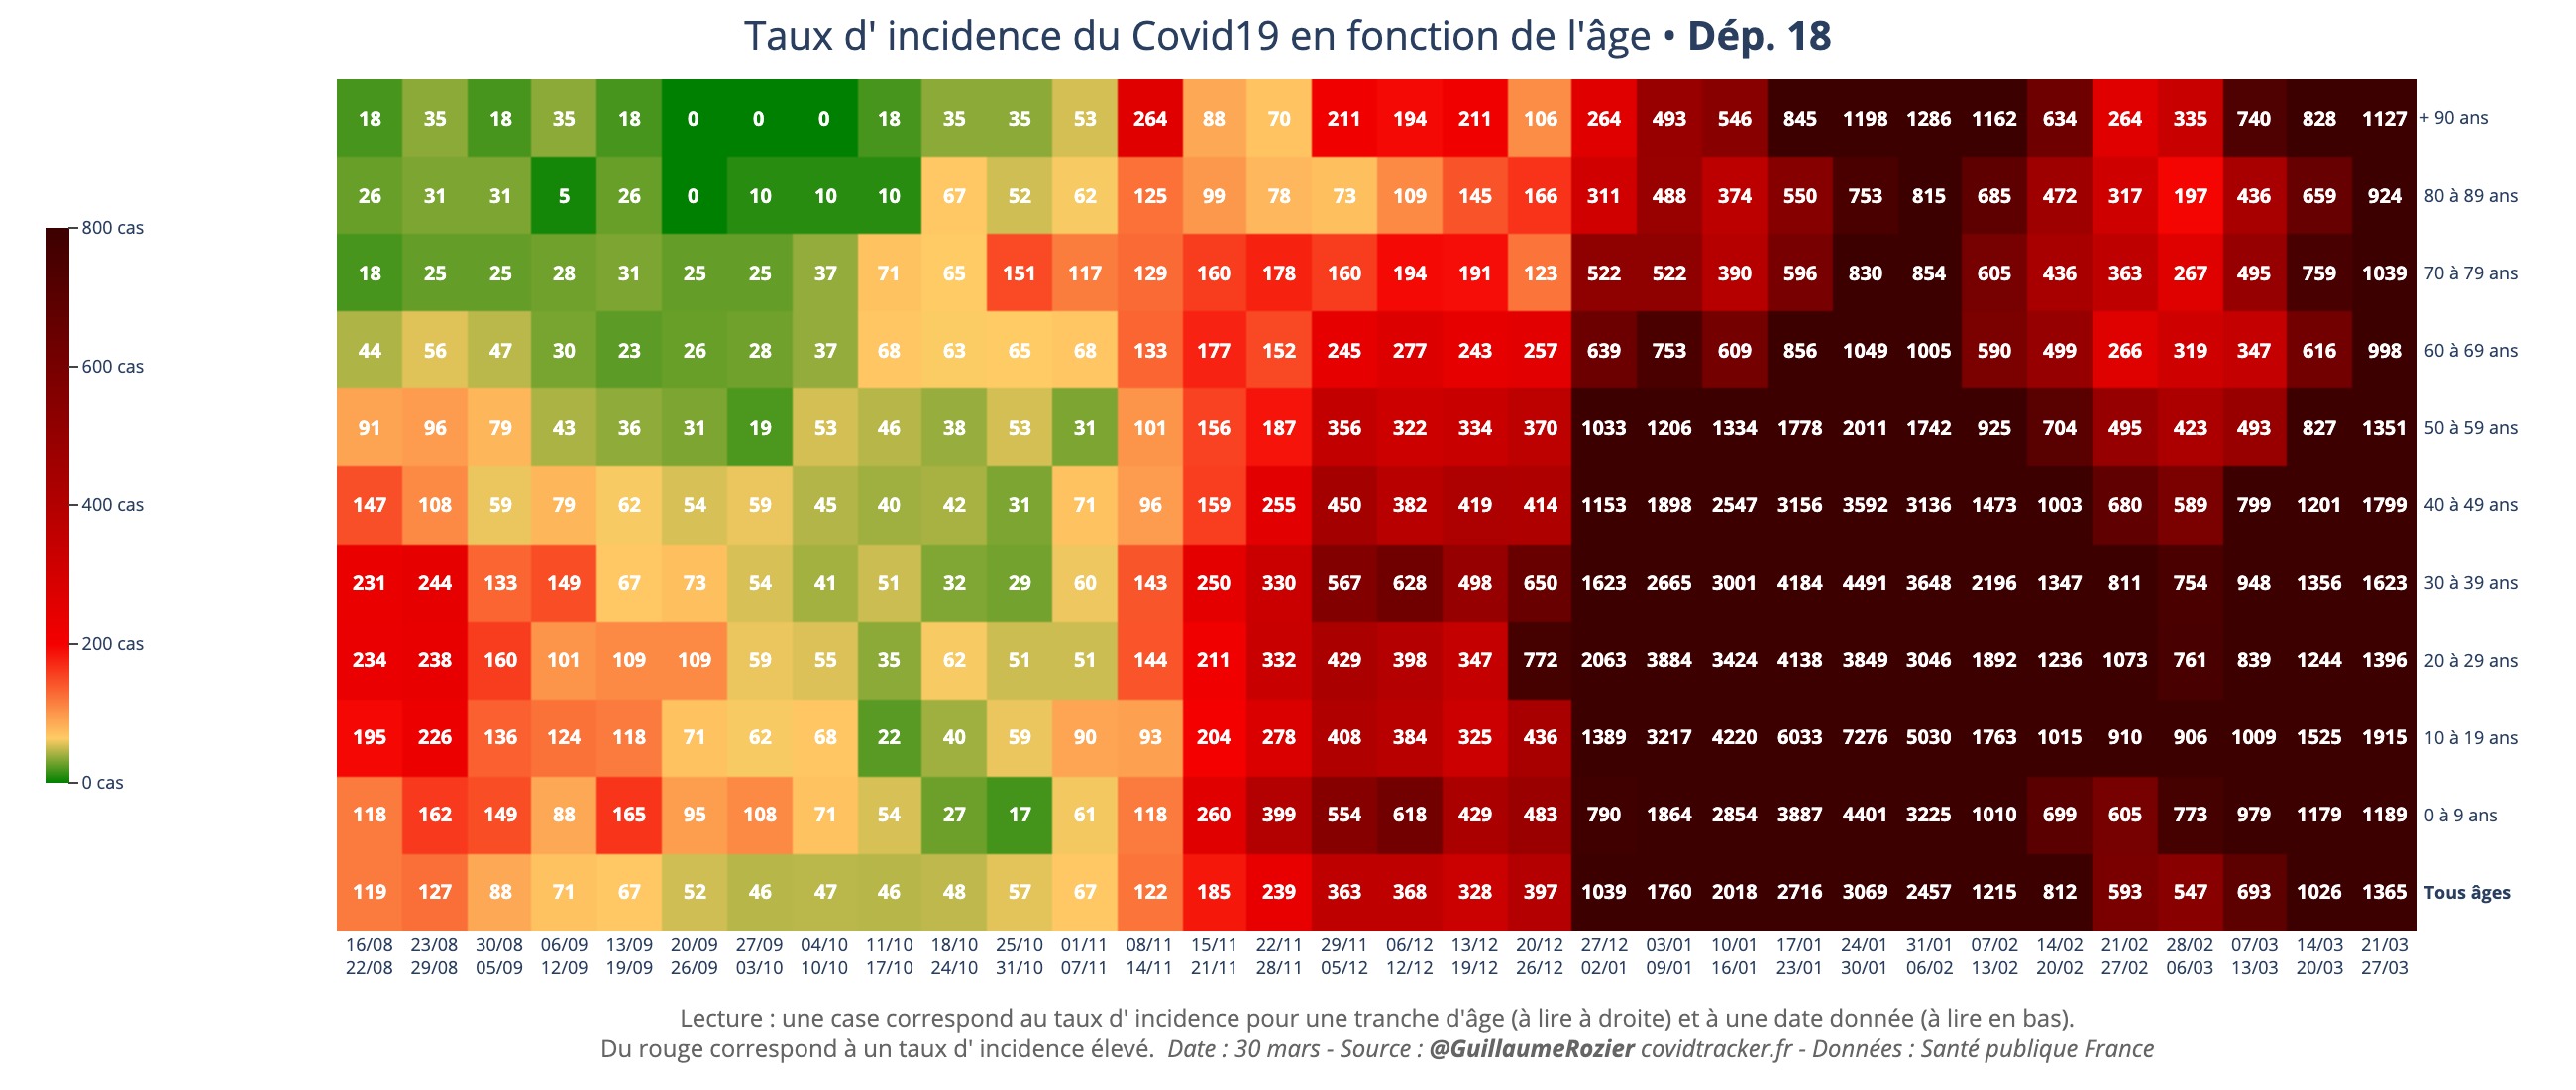 Taux d' incidence du Covid19 en fonction de l'âge • Dép. 18
800 cas
600 cas
400 cas
200 cas
0 cas
18 35 18 35 18 0 0 0 18 35 35 53 264 88 70 211 194 211 106 264 493 546 845 1198 1286 1162 634 264 335 740 828 1127 + 90 ans
26 31 31 5 26 0 10 10 10 67 52 62 125 99 78 73 109 145 166 311 488 374 550 753 815 685 472 317 197 436 659 924 80 à 89 ans
18 25 25 28 31 25 25 37 71 65 151 117 129 160 178 160 194 191 123 522 522 390 596 830 854 605 436 363 267 495 759 1039 70 à 79 ans
44 56 47 30 23 26 28 37 68 63 65 68 133 177 152 245 277 243 257 639 753 609 856 1049 1005 590 499 266 319 347 616 998 60 à 69 ans
91 96 79 43 36 31 19 53 46 38 53 31 101 156 187 356 322 334 370 1033 1206 1334 1778 2011 1742 925 704 495 423 493 827 1351 50 à 59 ans
147 108 59 79 62 54 59 45 40 42 31 71 96 159 255 450 382 419 414 1153 1898 2547 3156 3592 3136 1473 1003 680 589 799 1201 1799 40 à 49 ans
231 244 133 149 67 73 54 41 51 32 29 60 143 250 330 567 628 498 650 1623 2665 3001 4184 4491 3648 2196 1347 811 754 948 1356 1623 30 à 39 ans
234 238 160 101 109 109 59 55 35 62 51 51 144 211 332 429 398 347 772 2063 3884 3424 4138 3849 3046 1892 1236 1073 761 839 1244 1396 20 à 29 ans
195 226 136 124 118 71 62 68 22 40 59 90 93 204 278 408 384 325 436 1389 3217 4220 6033 7276 5030 1763 1015 910 906 1009 1525 1915 10 à 19 ans
118 162 149 88 165 95 108 71 54 27 17 61 118 260 399 554 618 429 483 790 1864 2854 3887 4401 3225 1010 699 605 773 979 1179 1189 0 à 9 ans
119 127 88 71 67 52 46 47 46 48 57 67 122 185 239 363 368 328 397 1039 1760 2018 2716 3069 2457 1215 812 593 547 693 1026 1365 Tous âges
16/08 23/08 30/08 06/09 13/09 20/09 27/09 04/10 11/10 18/10 25/10 01/11 08/11 15/11 22/11 29/11 06/12 13/12 20/12 27/12 03/01 10/01 17/01 24/01 31/01 07/02 14/02 21/02 28/02 07/03 14/03 21/03
22/08 29/08 05/09 12/09 19/09 26/09 03/10 10/10 17/10 24/10 31/10 07/11 14/11 21/11 28/11 05/12 12/12 19/12 26/12 02/01 09/01 16/01 23/01 30/01 06/02 13/02 20/02 27/02 06/03 13/03 20/03 27/03
Lecture : une case correspond au taux d' incidence pour une tranche d'âge (à lire à droite) et à une date donnée (à lire en bas).
Du rouge correspond à un taux d' incidence élevé. Date : 30 mars - Source : @GuillaumeRozier covidtracker.fr - Données : Santé publique France